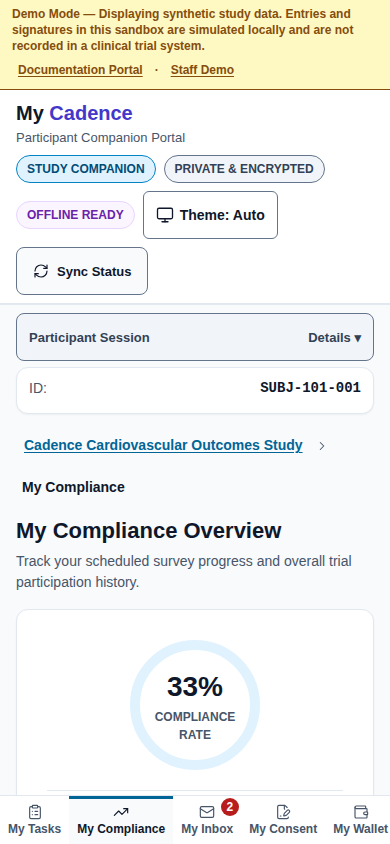 Demo Mode — Displaying synthetic study data. Entries and
signatures in this sandbox are simulated locally and are not
recorded in a clinical trial system.
Documentation Portal · Staff Demo
My Cadence
Participant Companion Portal
STUDY COMPANION PRIVATE & ENCRYPTED
OFFLINE READY Theme: Auto
Sync Status
Participant Session Details ▾
ID: SUBJ-101-001
Cadence Cardiovascular Outcomes Study
My Compliance
My Compliance Overview
Track your scheduled survey progress and overall trial
participation history.
33%
COMPLIANCE
RATE
2
My Tasks My Compliance My Inbox My Consent My Wallet